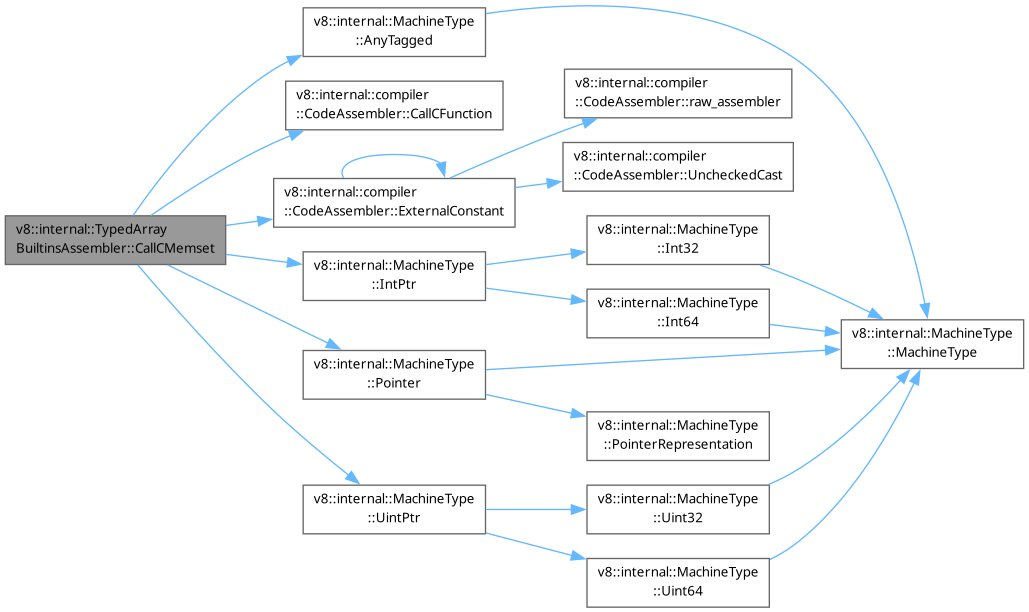 v8::internal::TypedArray
BuiltinsAssembler::CallCMemset
v8::internal::MachineType
::AnyTagged
v8::internal::compiler
::CodeAssembler::CallCFunction
v8::internal::compiler
::CodeAssembler::ExternalConstant
v8::internal::compiler
::CodeAssembler::raw_assembler
v8::internal::compiler
::CodeAssembler::UncheckedCast
v8::internal::MachineType
::IntPtr
v8::internal::MachineType
::Int32
v8::internal::MachineType
::Int64
v8::internal::MachineType
::MachineType
v8::internal::MachineType
::Pointer
v8::internal::MachineType
::PointerRepresentation
v8::internal::MachineType
::UintPtr
v8::internal::MachineType
::Uint32
v8::internal::MachineType
::Uint64